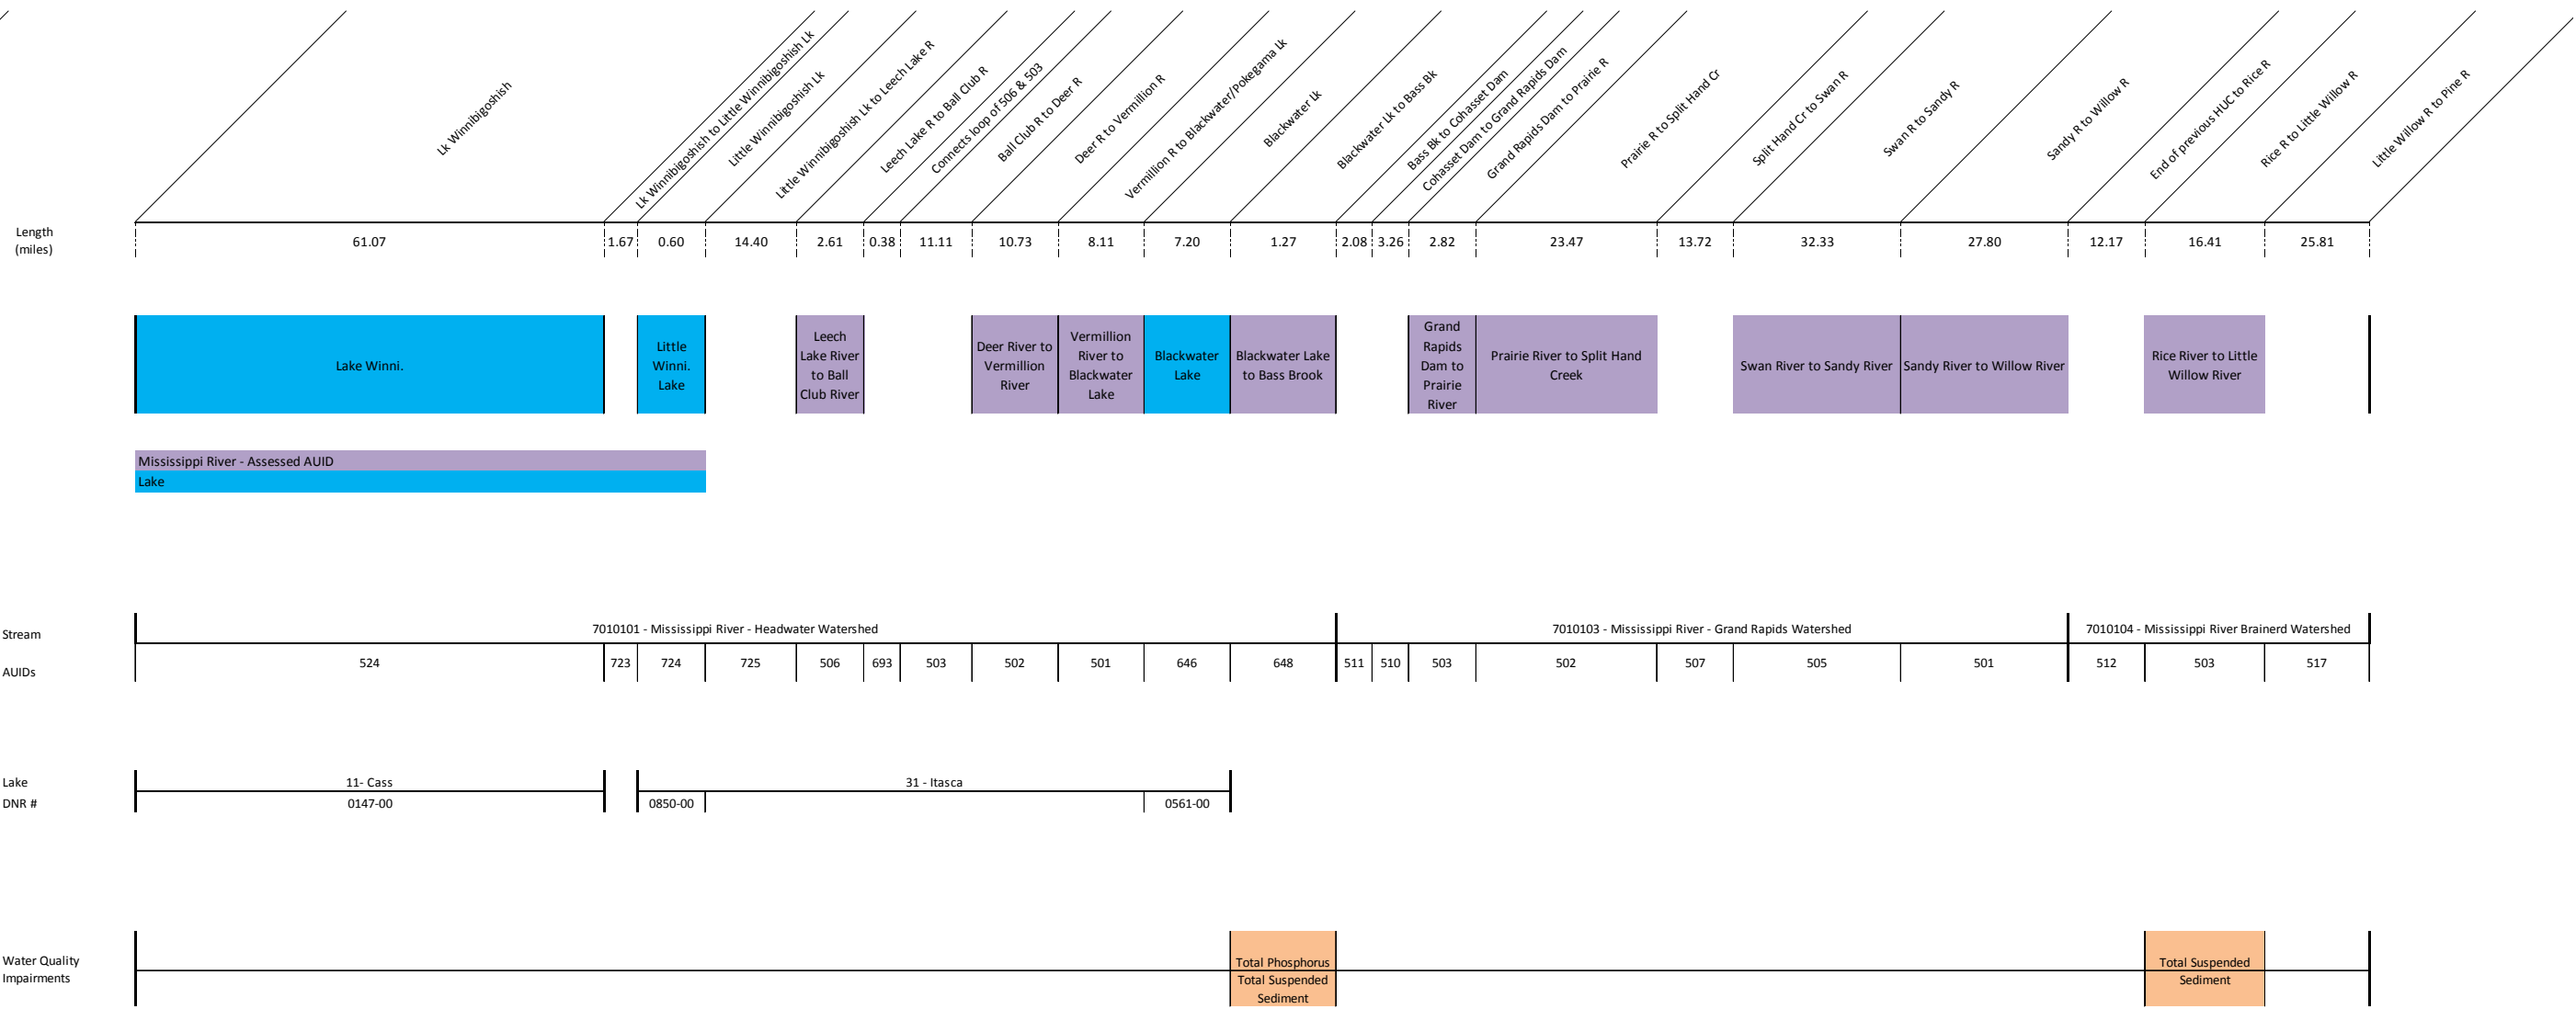 Lk Winnibigoshish
Lk Winnibigoshish to Little Winnibigoshish Lk
Little Winnibigoshish Lk
Little Winnibigoshish Lk to Leech Lake R
Leech Lake R to Ball Club R
Connects loop of 506 & 503
Ball Club R to Deer R
Deer R to Vermillion R
Vermillion R to Blackwater/Pokegama Lk
Blackwater Lk
Blackwater Lk to Bass Bk
Bass Bk to Cohasset Dam
Cohasset Dam to Grand Rapids Dam
Grand Rapids Dam to Prairie R
Prairie R to Split Hand Cr
Split Hand Cr to Swan R
Swan R to Sandy R
Sandy R to Willow R
End of previous HUC to Rice R
Rice R to Little Willow R
Little Willow R to Pine R
Length
(miles)
61.07 1.67 0.60 14.40 2.61 0.38 11.11 10.73 8.11 7.20 1.27 2.08 3.26 2.82 23.47 13.72 32.33 27.80 12.17 16.41 25.81
Lake Winni.
Little
Winni.
Lake
Leech
Lake River
to Ball
Club River
Deer River to
Vermillion
River
Vermillion
River to
Blackwater
Lake
Blackwater
Lake
Blackwater Lake
to Bass Brook
Grand
Rapids
Dam to
Prairie
River
Prairie River to Split Hand
Creek
Swan River to Sandy River
Sandy River to Willow River
Rice River to Little
Willow River
Mississippi River - Assessed AUID
Lake
Stream
7010101 - Mississippi River - Headwater Watershed
7010103 - Mississippi River - Grand Rapids Watershed
7010104 - Mississippi River Brainerd Watershed
AUIDs
524 723 724 725 506 693 503 502 501 646 648 511 510 503 502 507 505 501 512 503 517
Lake
11- Cass
31 - Itasca
DNR #
0147-00 0850-00 0561-00
Water Quality
Impairments
Total Phosphorus
Total Suspended
Sediment
Total Suspended
Sediment